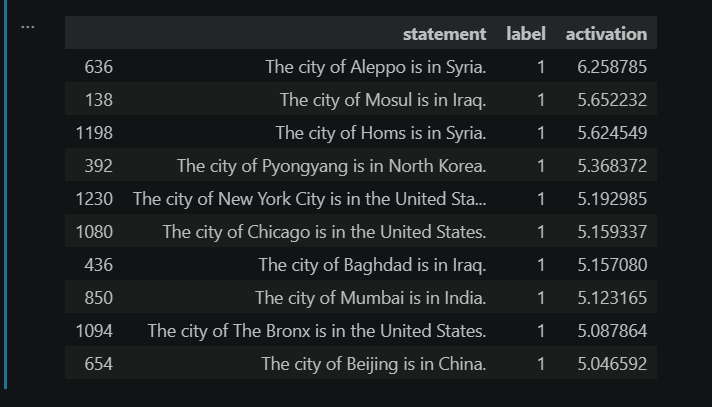 ...
statement label activation
636 The city of Aleppo is in Syria. 1 6.258785
138 The city of Mosul is in Iraq. 1 5.652232
1198 The city of Homs is in Syria. 1 5.624549
392 The city of Pyongyang is in North Korea. 1 5.368372
1230 The city of New York City is in the United Sta... 1 5.192985
1080 The city of Chicago is in the United States. 1 5.159337
436 The city of Baghdad is in Iraq. 1 5.157080
850 The city of Mumbai is in India. 1 5.123165
1094 The city of The Bronx is in the United States. 1 5.087864
654 The city of Beijing is in China. 1 5.046592